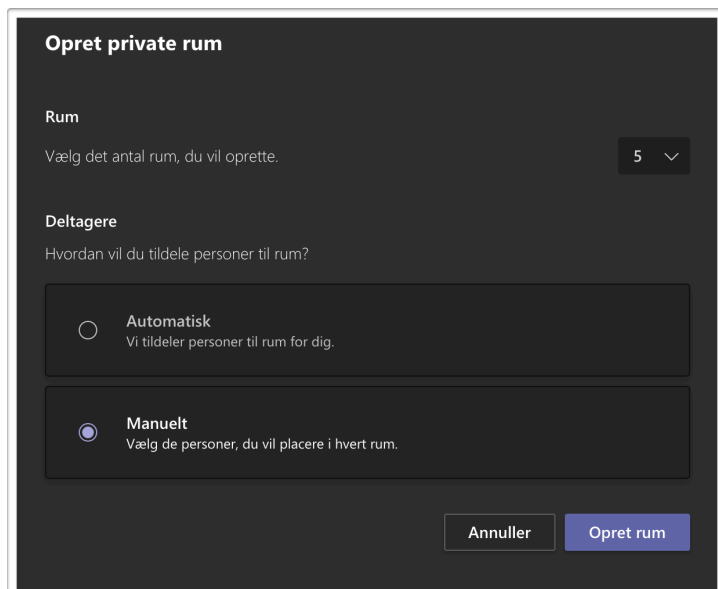 Opret private rum
Rum
Vælg det antal rum, du vil oprette.
5
Deltagere
Hvordan vil du tildele personer til rum?
Automatisk
Vi tildeler personer til rum for dig.
Manuelt
Vælg de personer, du vil placere i hvert rum.
Annuller
Opret rum